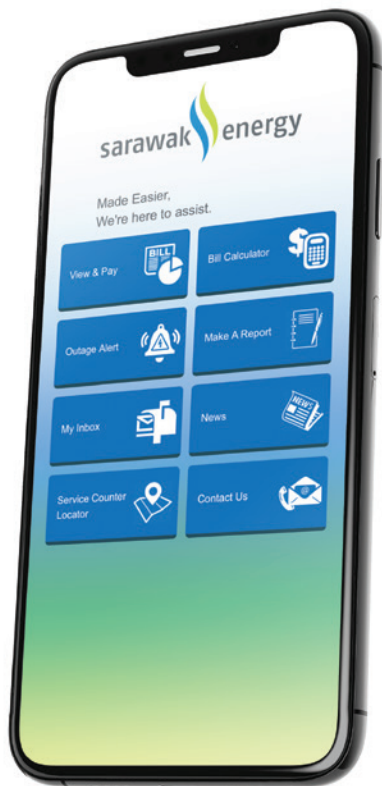 sarawak energy
Made Easier,
We're here to assist.
View & Pay
BILL
Bill Calculator
Outage Alert
Make A Report
My Inbox
News
NEWS
Service Counter
Locator
Contact Us
@